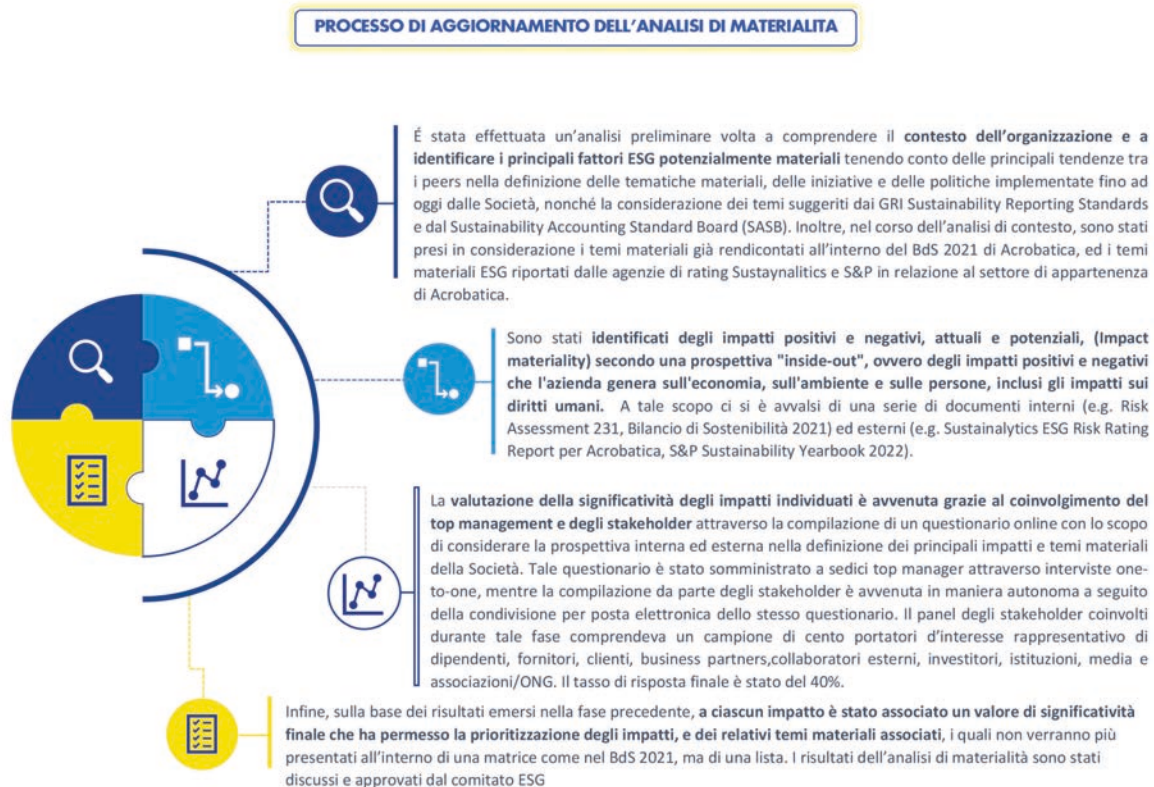 PROCESSO DI AGGIORNAMENTO DELL'ANALISI DI MATERIALITA
É stata effettuata un'analisi preliminare volta a comprendere il contesto dell'organizzazione e a
identificare i principali fattori ESG potenzialmente materiali tenendo conto delle principali tendenze tra
i peers nella definizione delle tematiche materiali, delle iniziative e delle politiche implementate fino ad
oggi dalle Società, nonché la considerazione dei temi suggeriti dai GRI Sustainability Reporting Standards
e dal Sustainability Accounting Standard Board (SASB). Inoltre, nel corso dell'analisi di contesto, sono stati
presi in considerazione i temi materiali già rendicontati all'interno del BdS 2021 di Acrobatica, ed i temi
materiali ESG riportati dalle agenzie di rating Sustaynalitics e S&P in relazione al settore di appartenenza
di Acrobatica.
Sono stati identificati degli impatti positivi e negativi, attuali e potenziali, (Impact
materiality) secondo una prospettiva "inside-out", ovvero degli impatti positivi e negativi
che l'azienda genera sull'economia, sull'ambiente e sulle persone, inclusi gli impatti sui
diritti umani. A tale scopo ci si è avvalsi di una serie di documenti interni (e.g. Risk
Assessment 231, Bilancio di Sostenibilità 2021) ed esterni (e.g. Sustainalytics ESG Risk Rating
Report per Acrobatica, S&P Sustainability Yearbook 2022).
La valutazione della significatività degli impatti individuati è avvenuta grazie al coinvolgimento del
top management e degli stakeholder attraverso la compilazione di un questionario online con lo scopo
di considerare la prospettiva interna ed esterna nella definizione dei principali impatti e temi materiali
della Società. Tale questionario è stato somministrato a sedici top manager attraverso interviste one-
to-one, mentre la compilazione da parte degli stakeholder è avvenuta in maniera autonoma a seguito
della condivisione per posta elettronica dello stesso questionario. Il panel degli stakeholder coinvolti
durante tale fase comprendeva un campione di cento portatori d'interesse rappresentativo di
dipendenti, fornitori, clienti, business partners,collaboratori esterni, investitori, istituzioni, media e
associazioni/ONG. Il tasso di risposta finale è stato del 40%.
Infine, sulla base dei risultati emersi nella fase precedente, a ciascun impatto è stato associato un valore di significatività
finale che ha permesso la prioritizzazione degli impatti, e dei relativi temi materiali associati, i quali non verranno più
presentati all'interno di una matrice come nel BdS 2021, ma di una lista. I risultati dell'analisi di materialità sono stati
discussi e approvati dal comitato ESG